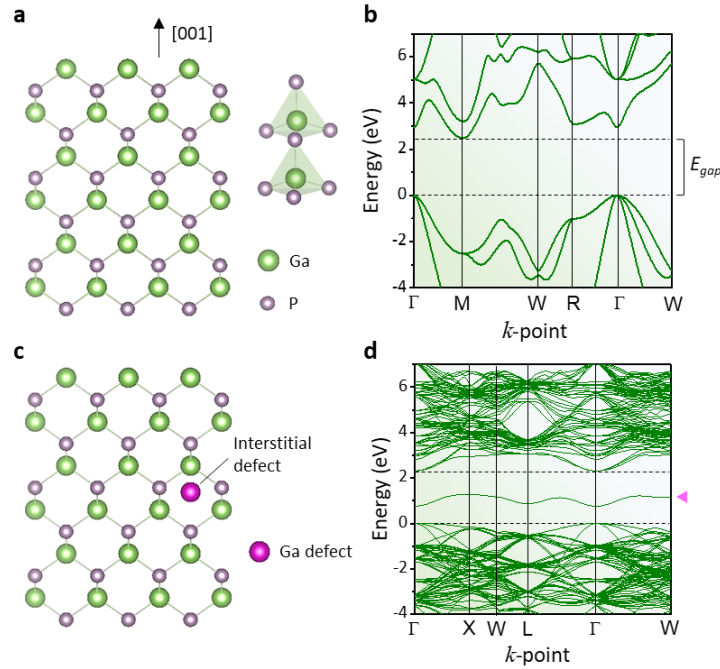 a
[001]
Ga
P
b
Energy (eV)
6
4
2
0
-2
-4
E_gap
Γ M W R Γ W
k-point
c
Interstitial
defect
Ga defect
d
Energy (eV)
6
4
2
0
-2
-4
Γ X W L Γ W
k-point